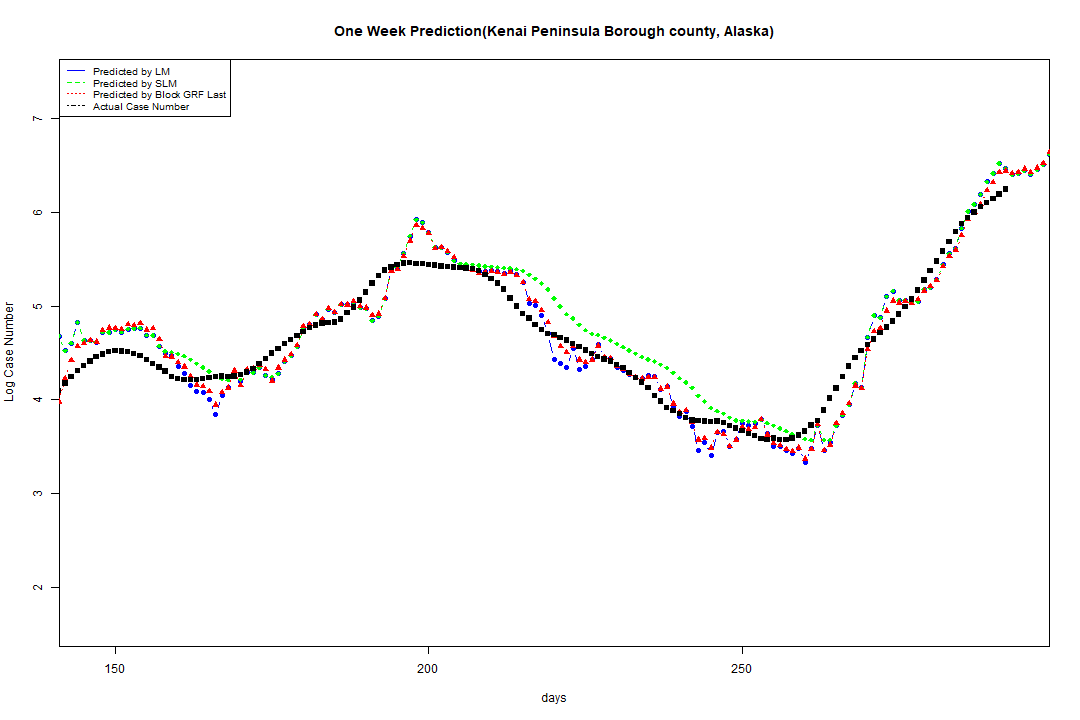 One Week Prediction(Kenai Peninsula Borough county, Alaska)
Predicted by LM
Predicted by SLM
Predicted by Block GRF Last
Actual Case Number
Log Case Number
7
6
5
4
3
2
150
200
250
days